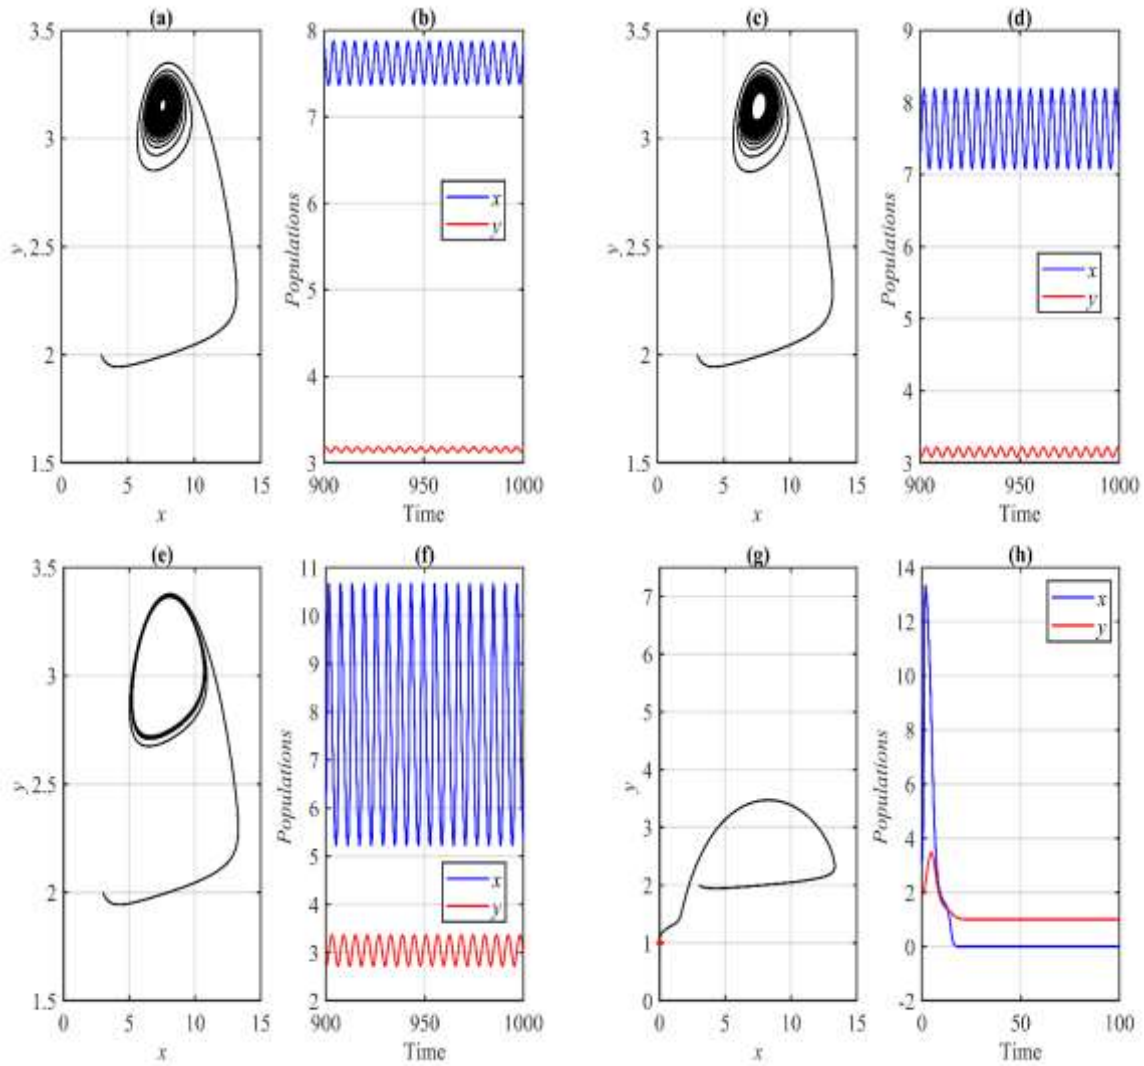 (a)
3.5
3
2.5
2
1.5
y
0
5
10
15
x
(b)
8
7
6
5
4
3
Populations
x
y
900
950
1000
Time
(c)
3.5
3
2.5
2
1.5
y
0
5
10
15
x
(d)
9
8
7
6
5
4
3
Populations
x
y
900
950
1000
Time
(e)
3.5
3
2.5
2
1.5
y
0
5
10
15
x
(f)
11
10
9
8
7
6
5
4
3
2
Populations
x
y
900
950
1000
Time
(g)
7
6
5
4
3
2
1
0
y
0
5
10
15
x
(h)
14
12
10
8
6
4
2
0
-2
Populations
x
y
0
50
100
Time